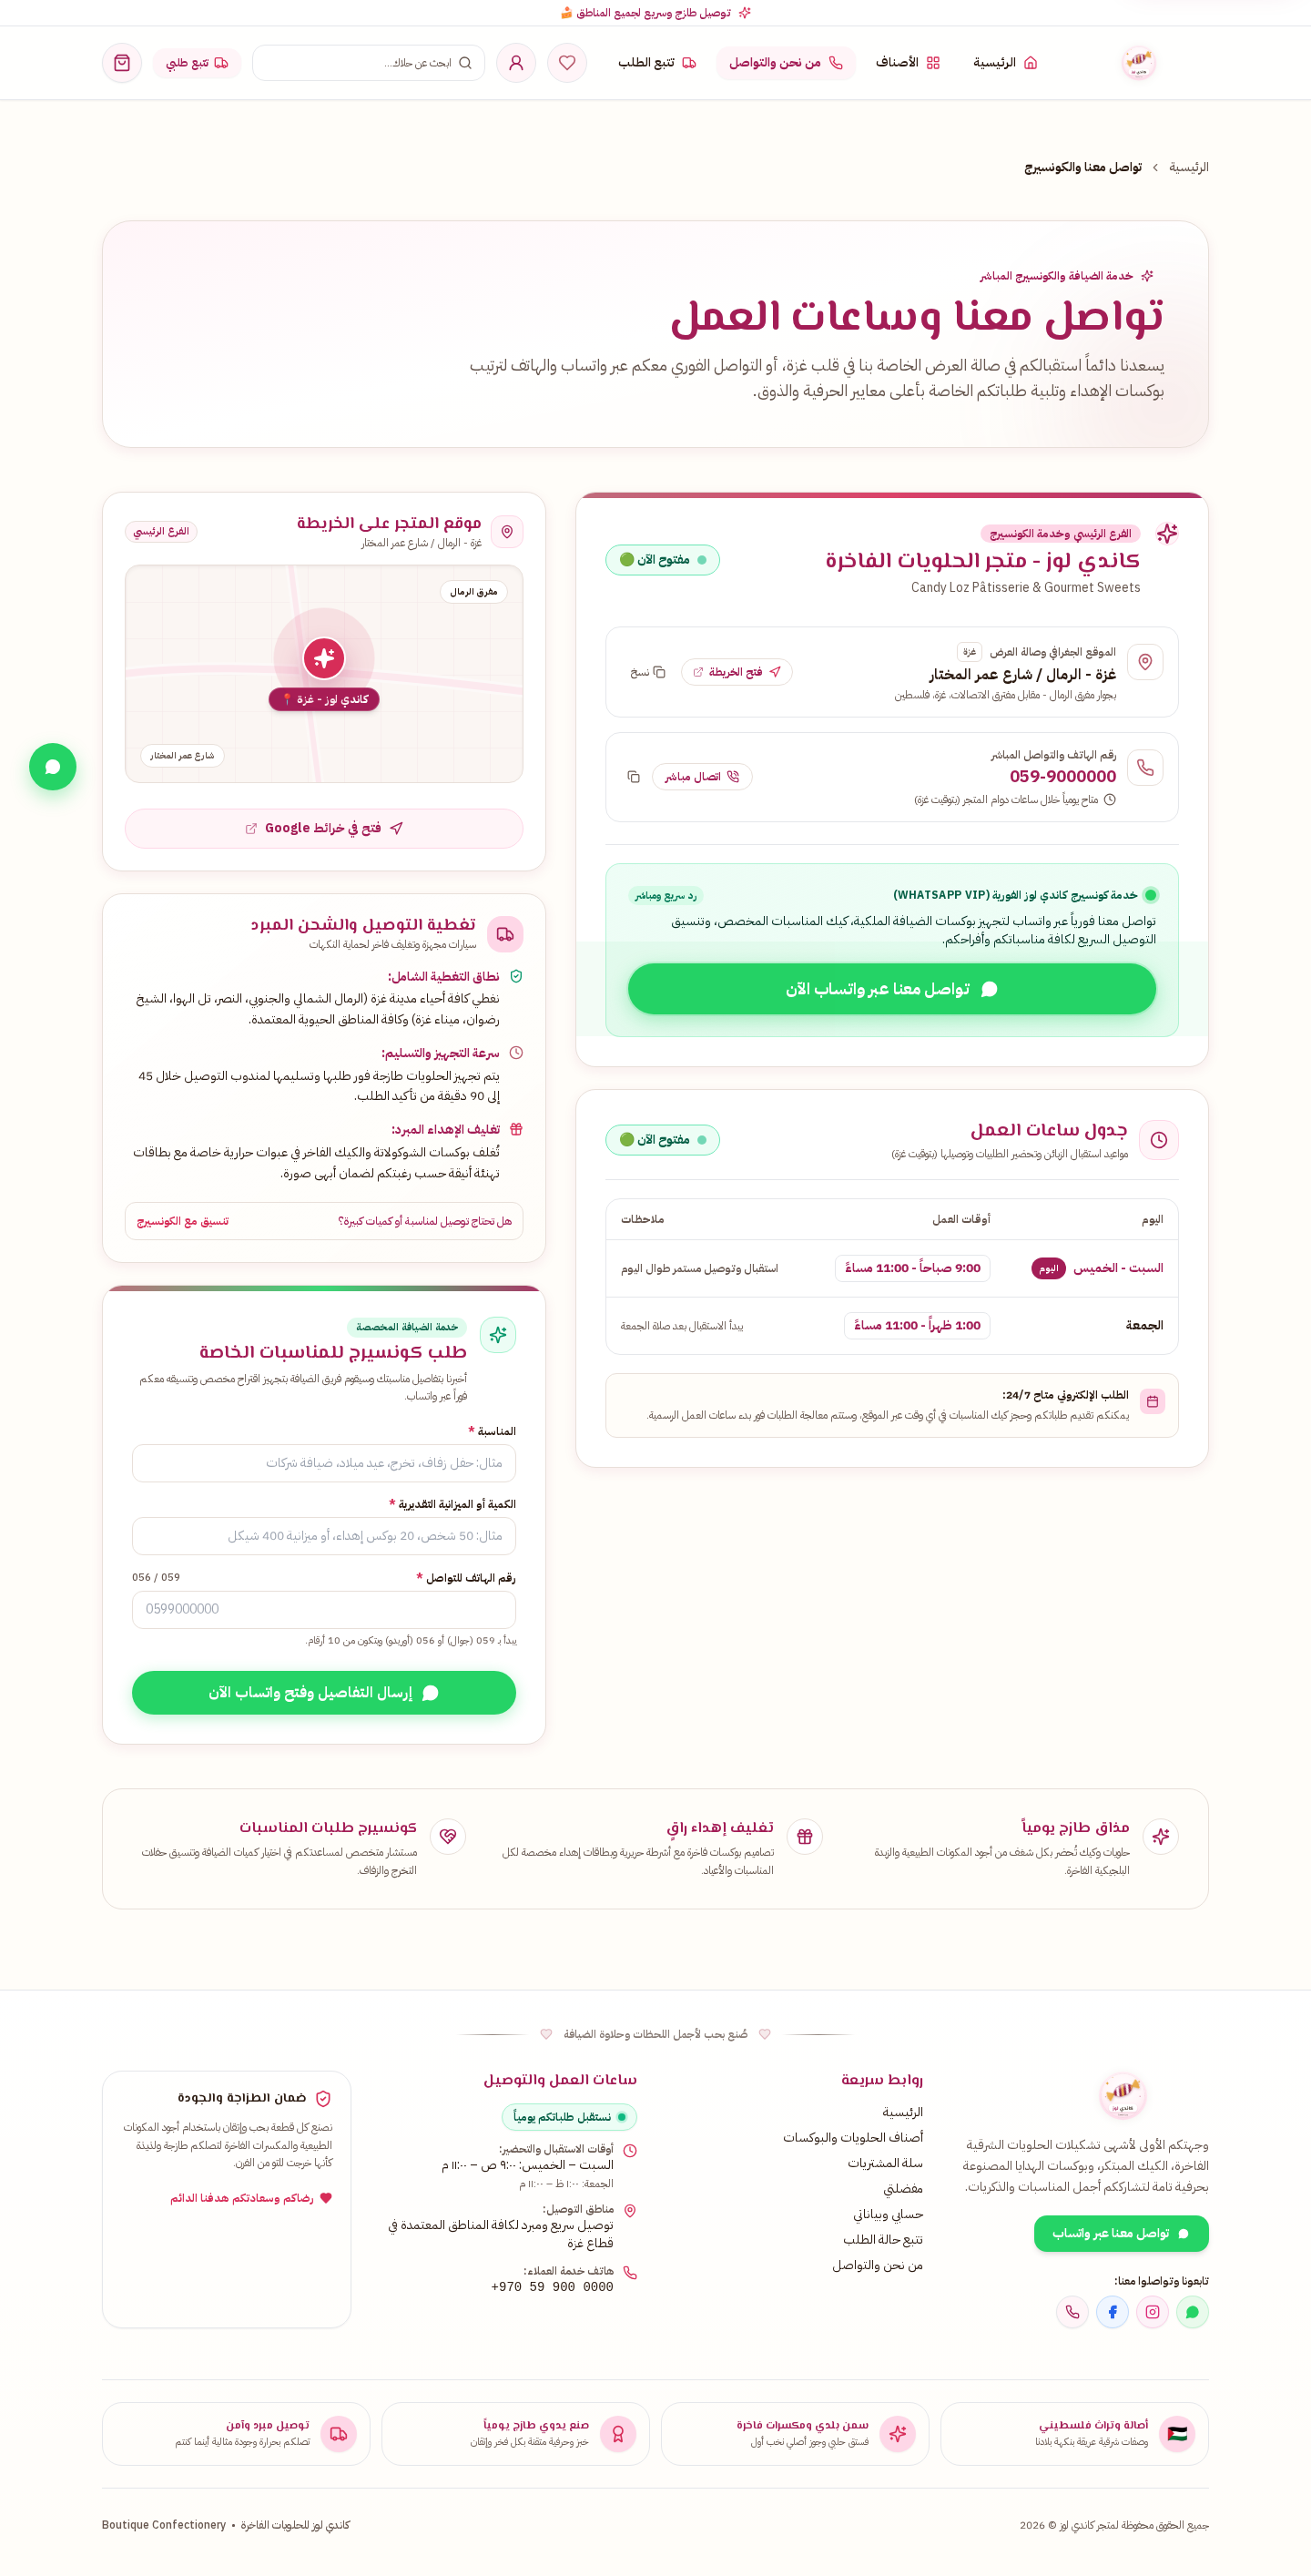 توصيل طازج وسريع لجميع المناطق 🍰
الرئيسية
الأصناف
من نحن والتواصل
تتبع الطلب
ابحث عن حلاك...
تتبع طلبي
الرئيسية
تواصل معنا والكونسيرج
خدمة الضيافة والكونسيرج المباشر
تواصل معنا وساعات العمل
يسعدنا دائماً استقبالكم في صالة العرض الخاصة بنا في قلب غزة، أو التواصل الفوري معكم عبر واتساب والهاتف لترتيب
بوكسات الإهداء وتلبية طلباتكم الخاصة بأعلى معايير الحرفية والذوق.
الفرع الرئيسي وخدمة الكونسيرج
كاندي لوز - متجر الحلويات الفاخرة
Candy Loz Pâtisserie & Gourmet Sweets
مفتوح الآن 🟢
الموقع الجغرافي وصالة العرض
غزة
غزة - الرمال / شارع عمر المختار
بجوار مفرق الرمال - مقابل مفترق الاتصالات، غزة، فلسطين
فتح الخريطة
نسخ
رقم الهاتف والتواصل المباشر
059-9000000
متاح يومياً خلال ساعات دوام المتجر (بتوقيت غزة)
اتصال مباشر
خدمة كونسيرج كاندي لوز الفورية (WHATSAPP VIP)
رد سريع ومباشر
تواصل معنا فورياً عبر واتساب لتجهيز بوكسات الضيافة الملكية، كيك المناسبات المخصص، وتنسيق
التوصيل السريع لكافة مناسباتكم وأفراحكم.
تواصل معنا عبر واتساب الآن
جدول ساعات العمل
مواعيد استقبال الزبائن وتحضير الطلبيات وتوصيلها (بتوقيت غزة)
مفتوح الآن 🟢
اليوم
أوقات العمل
ملاحظات
السبت - الخميس
اليوم
9:00 صباحاً - 11:00 مساءً
استقبال وتوصيل مستمر طوال اليوم
الجمعة
1:00 ظهراً - 11:00 مساءً
يبدأ الاستقبال بعد صلاة الجمعة
الطلب الإلكتروني متاح 24/7:
يمكنكم تقديم طلباتكم وحجز كيك المناسبات في أي وقت عبر الموقع، وستتم معالجة الطلبات فور بدء ساعات العمل الرسمية.
موقع المتجر على الخريطة
غزة - الرمال / شارع عمر المختار
الفرع الرئيسي
مفرق الرمال
كاندي لوز - غزة 📍
شارع عمر المختار
فتح في خرائط Google
تغطية التوصيل والشحن المبرد
سيارات مجهزة وتغليف فاخر لحماية النكهات
نطاق التغطية الشامل:
نغطي كافة أحياء مدينة غزة (الرمال الشمالي والجنوبي، النصر، تل الهوا، الشيخ
رضوان، ميناء غزة) وكافة المناطق الحيوية المعتمدة.
سرعة التجهيز والتسليم:
يتم تجهيز الحلويات طازجة فور طلبها وتسليمها لمندوب التوصيل خلال 45
إلى 90 دقيقة من تأكيد الطلب.
تغليف الإهداء المبرد:
تُغلف بوكسات الشوكولاتة والكيك الفاخر في عبوات حرارية خاصة مع بطاقات
تهنئة أنيقة حسب رغبتكم لضمان أبهى صورة.
هل تحتاج توصيل لمناسبة أو كميات كبيرة؟
تنسيق مع الكونسيرج
خدمة الضيافة المخصصة
طلب كونسيرج للمناسبات الخاصة
أخبرنا بتفاصيل مناسبتك وسيقوم فريق الضيافة بتجهيز اقتراح مخصص وتنسيقه معكم
فوراً عبر واتساب.
المناسبة *
مثال: حفل زفاف، تخرج، عيد ميلاد، ضيافة شركات
الكمية أو الميزانية التقديرية *
مثال: 50 شخص، 20 بوكس إهداء، أو ميزانية 400 شيكل
رقم الهاتف للتواصل *
059 / 056
0599000000
يبدأ بـ 059 (جوال) أو 056 (أوريدو) ويتكون من 10 أرقام.
إرسال التفاصيل وفتح واتساب الآن
مذاق طازج يومياً
حلويات وكيك تُحضر بكل شغف من أجود المكونات الطبيعية والزبدة
البلجيكية الفاخرة.
تغليف إهداء راقٍ
تصاميم بوكسات فاخرة مع أشرطة حريرية وبطاقات إهداء مخصصة لكل
المناسبات والأعياد.
كونسيرج طلبات المناسبات
مستشار متخصص لمساعدتكم في اختيار كميات الضيافة وتنسيق حفلات
التخرج والزفاف.
صُنع بحب لأجمل اللحظات وحلاوة الضيافة
وجهتكم الأولى لأشهى تشكيلات الحلويات الشرقية
الفاخرة، الكيك المبتكر، وبوكسات الهدايا المصنوعة
بحرفية تامة لتشارككم أجمل المناسبات والذكريات.
تواصل معنا عبر واتساب
تابعونا وتواصلوا معنا:
روابط سريعة
الرئيسية
أصناف الحلويات والبوكسات
سلة المشتريات
مفضلتي
حسابي وبياناتي
تتبع حالة الطلب
من نحن والتواصل
ساعات العمل والتوصيل
نستقبل طلباتكم يومياً
أوقات الاستقبال والتحضير:
السبت – الخميس: ٩:٠٠ ص – ١١:٠٠ م
الجمعة: ١:٠٠ ظ – ١١:٠٠ م
مناطق التوصيل:
توصيل سريع ومبرد لكافة المناطق المعتمدة في
قطاع غزة
هاتف خدمة العملاء:
+970 59 900 0000
ضمان الطزاجة والجودة
نصنع كل قطعة بحب وإتقان باستخدام أجود المكونات
الطبيعية والمكسرات الفاخرة لتصلكم طازجة ولذيذة
كأنها خرجت للتو من الفرن.
رضاكم وسعادتكم هدفنا الدائم
🇵🇸
أصالة وتراث فلسطيني
وصفات شرقية عريقة بنكهة بلادنا
سمن بلدي ومكسرات فاخرة
فستق حلبي وجوز أصلي نخب أول
صنع يدوي طازج يومياً
خبز وحرفية متقنة بكل فخر وإتقان
توصيل مبرد وآمن
تصلكم بحرارة وجودة مثالية أينما كنتم
جميع الحقوق محفوظة لمتجر كاندي لوز © 2026
كاندي لوز للحلويات الفاخرة • Boutique Confectionery